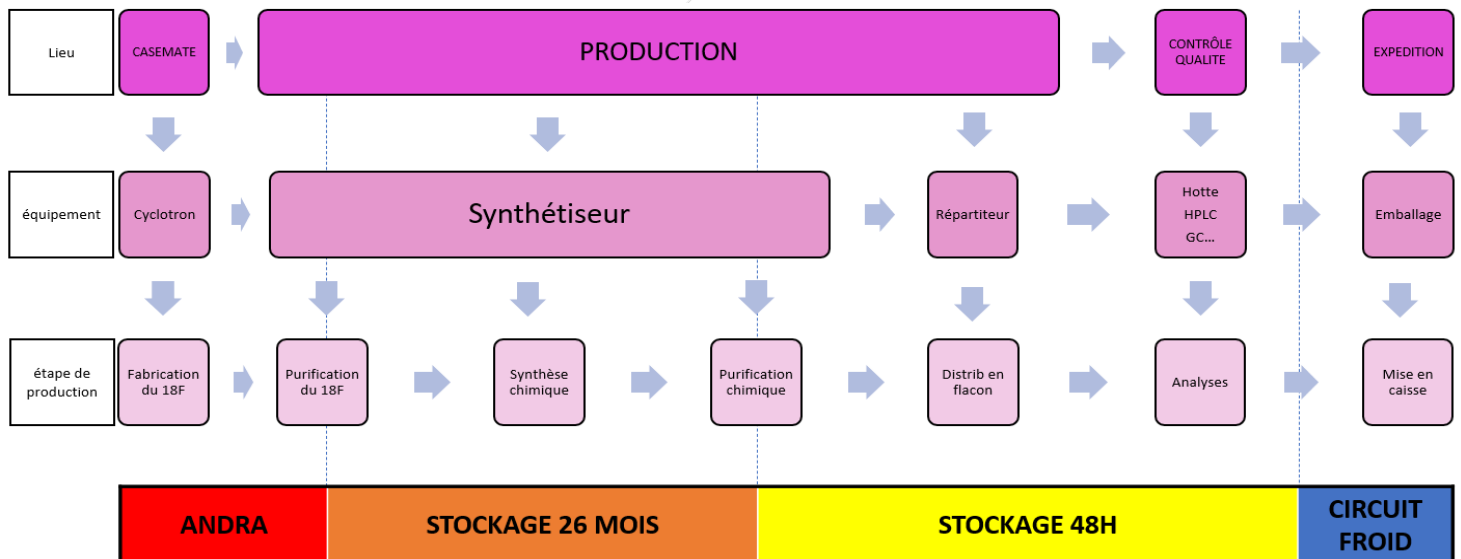 Lieu
CASEMATE
PRODUCTION
CONTRÔLE
QUALITE
EXPEDITION
équipement
Cyclotron
Synthétiseur
Répartiteur
Hotte
HPLC
GC...
Emballage
étape de
production
Fabrication
du 18F
Purification
du 18F
Synthèse
chimique
Purification
chimique
Distrib en
flacon
Analyses
Mise en
caisse
ANDRA
STOCKAGE 26 MOIS
STOCKAGE 48H
CIRCUIT
FROID